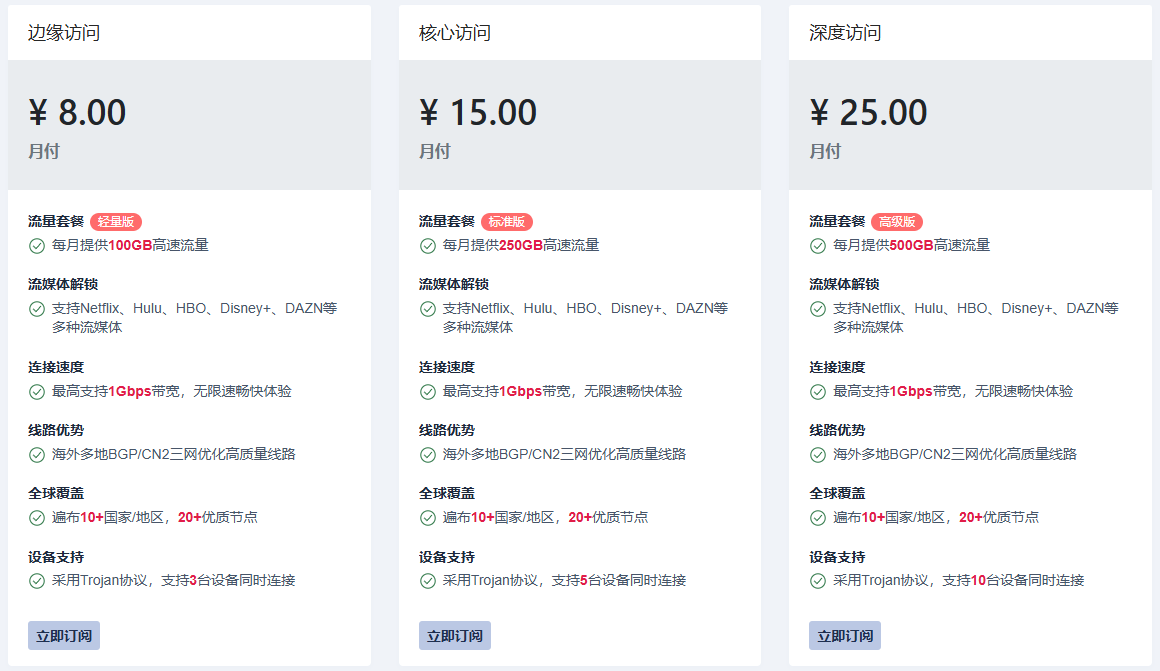 边缘访问
¥ 8.00
月付
流量套餐 轻量版
每月提供100GB高速流量
流媒体解锁
支持Netflix、Hulu、HBO、Disney+、DAZN等
多种流媒体
连接速度
最高支持1Gbps带宽，无限速畅快体验
线路优势
海外多地BGP/CN2三网优化高质量线路
全球覆盖
遍布10+国家/地区，20+优质节点
设备支持
采用Trojan协议，支持3台设备同时连接
立即订阅
核心访问
¥ 15.00
月付
流量套餐 标准版
每月提供250GB高速流量
流媒体解锁
支持Netflix、Hulu、HBO、Disney+、DAZN等
多种流媒体
连接速度
最高支持1Gbps带宽，无限速畅快体验
线路优势
海外多地BGP/CN2三网优化高质量线路
全球覆盖
遍布10+国家/地区，20+优质节点
设备支持
采用Trojan协议，支持5台设备同时连接
立即订阅
深度访问
¥ 25.00
月付
流量套餐 高级版
每月提供500GB高速流量
流媒体解锁
支持Netflix、Hulu、HBO、Disney+、DAZN等
多种流媒体
连接速度
最高支持1Gbps带宽，无限速畅快体验
线路优势
海外多地BGP/CN2三网优化高质量线路
全球覆盖
遍布10+国家/地区，20+优质节点
设备支持
采用Trojan协议，支持10台设备同时连接
立即订阅